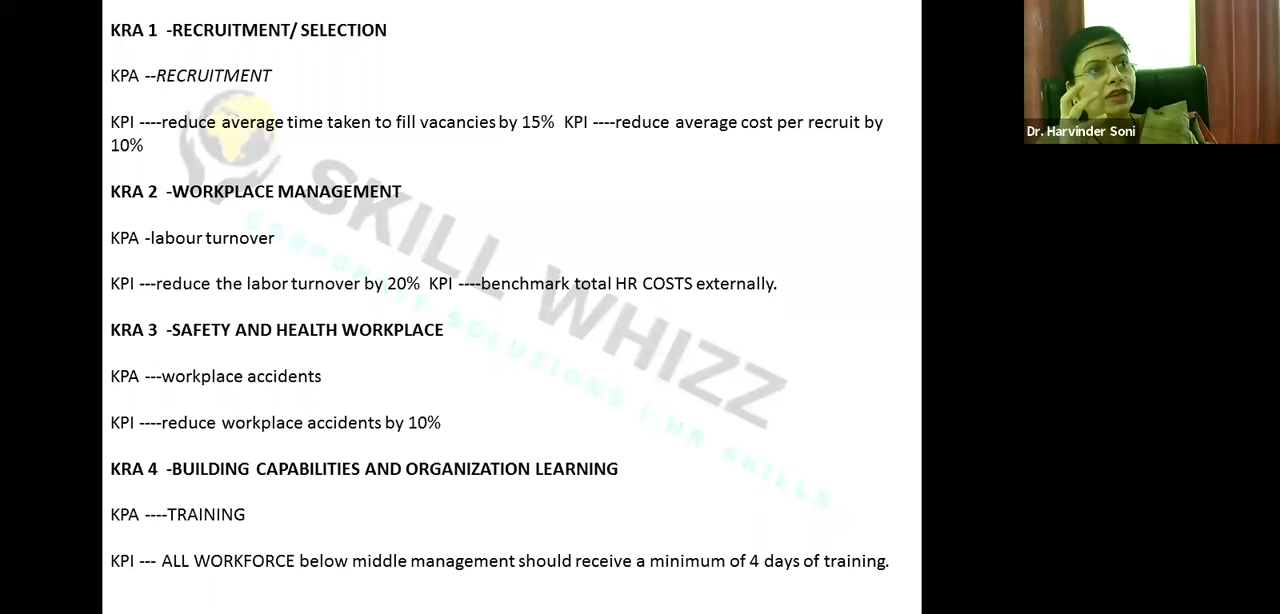 KRA 1 -RECRUITMENT/ SELECTION
KPA --RECRUITMENT
KPI ----reduce average time taken to fill vacancies by 15% KPI ----reduce average cost per recruit by
10%
KRA 2 -WORKPLACE MANAGEMENT
KPA -labour turnover
KPI ---reduce the labor turnover by 20% KPI ----benchmark total HR COSTS externally.
KRA 3 -SAFETY AND HEALTH WORKPLACE
KPA ---workplace accidents
KPI ----reduce workplace accidents by 10%
KRA 4 -BUILDING CAPABILITIES AND ORGANIZATION LEARNING
KPA ----TRAINING
KPI --- ALL WORKFORCE below middle management should receive a minimum of 4 days of training.
SKILL WHIZZ
CORPORATE SOLUTIONS | HR SKILLS
Dr. Harvinder Soni